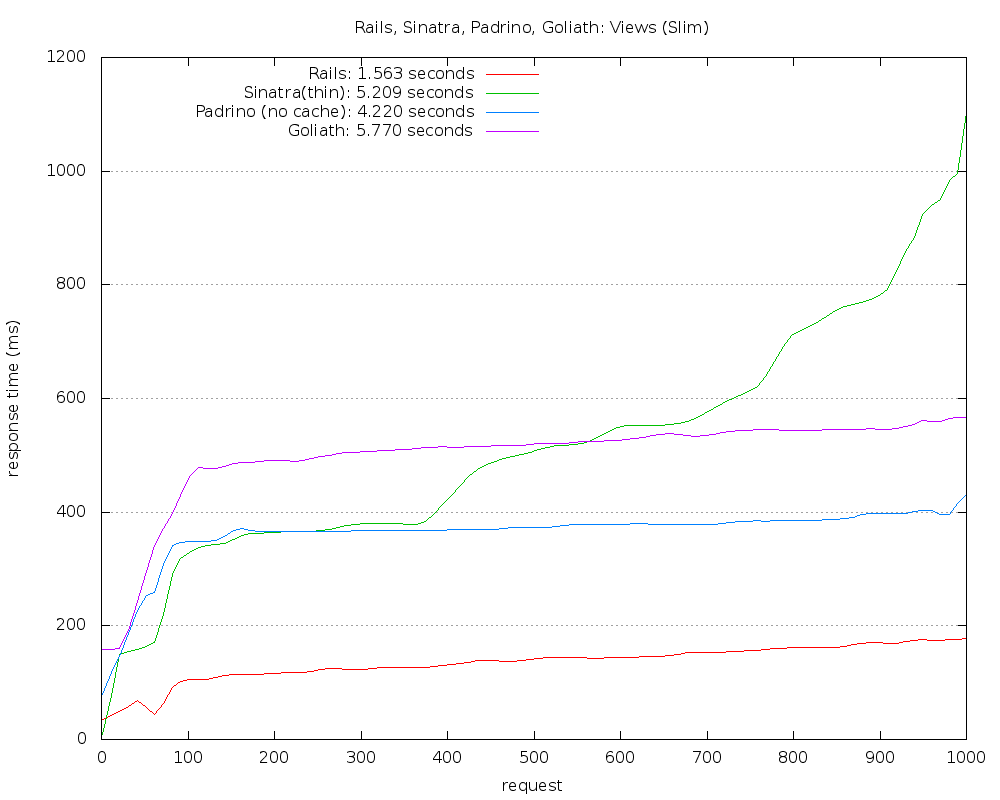 Rails, Sinatra, Padrino, Goliath: Views (Slim)
1200
1000
800
600
400
200
0
response time (ms)
Rails: 1.563 seconds
Sinatra(thin): 5.209 seconds
Padrino (no cache): 4.220 seconds
Goliath: 5.770 seconds
0 100 200 300 400 500 600 700 800 900 1000
request